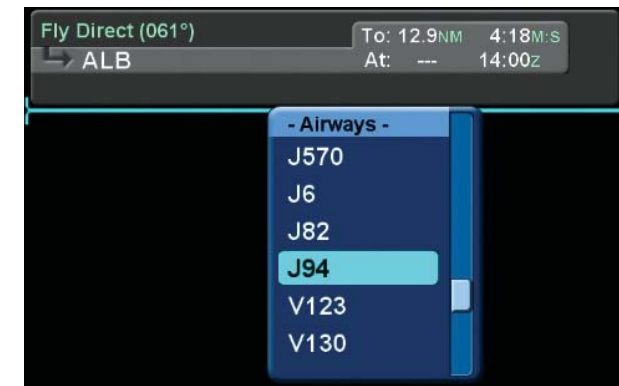 Fly Direct (061°) To: 12.9NM 4:18M:S
ALB At: --- 14:00Z
- Airways -
J570
J6
J82
J94
V123
V130